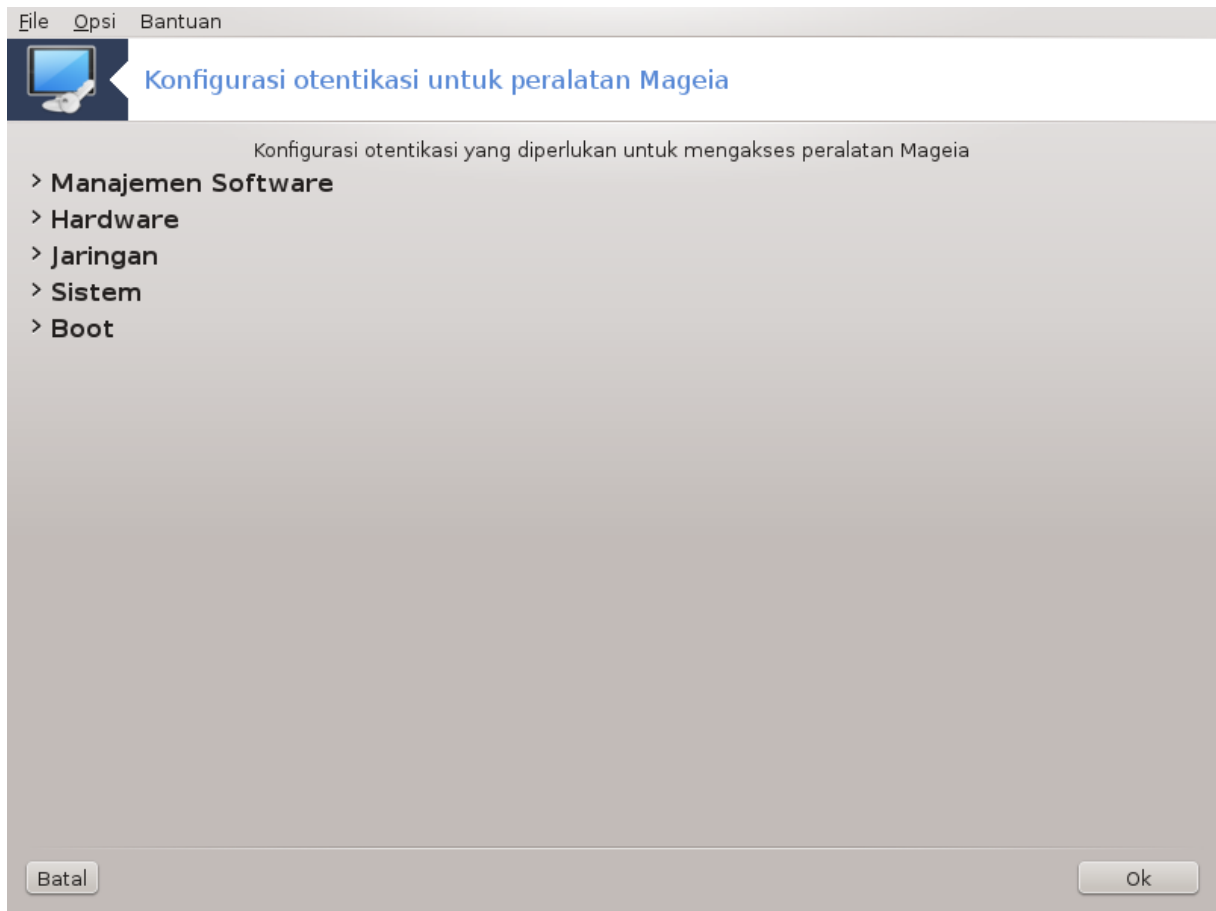 File Opsi Bantuan
Konfigurasi otentikasi untuk peralatan Mageia
Konfigurasi otentikasi yang diperlukan untuk mengakses peralatan Mageia
Manajemen Software
Hardware
Jaringan
Sistem
Boot
Batal Ok